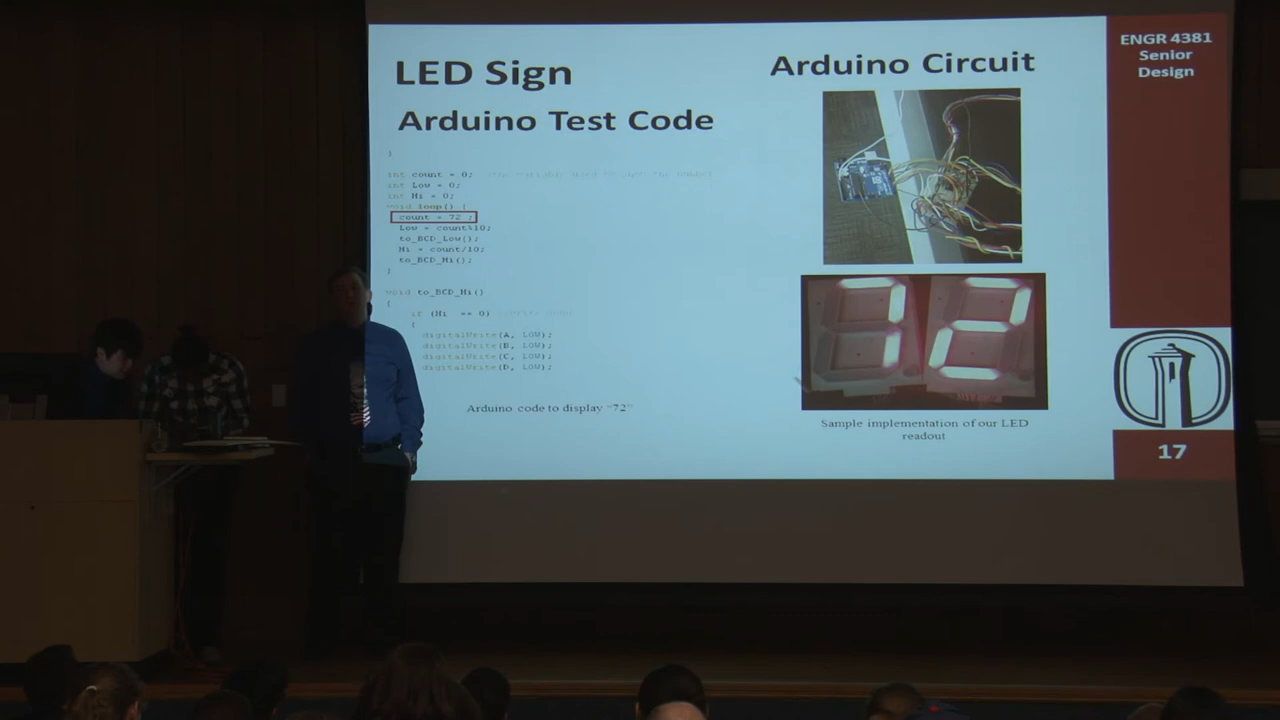 LED Sign
Arduino Test Code
}
int count = 0;
int Low = 0;
int Hi = 0;
void loop() {
count = 72 ;
Low = count%10;
to_BCD_Low();
Hi = count/10;
to_BCD_Hi();
}
void to_BCD_Hi()
{
if (Hi == 0)
{
digitalWrite(A, LOW);
digitalWrite(B, LOW);
digitalWrite(C, LOW);
digitalWrite(D, LOW);
Arduino code to display "72"
Arduino Circuit
72
Sample implementation of our LED
readout
ENGR 4381
Senior
Design
17